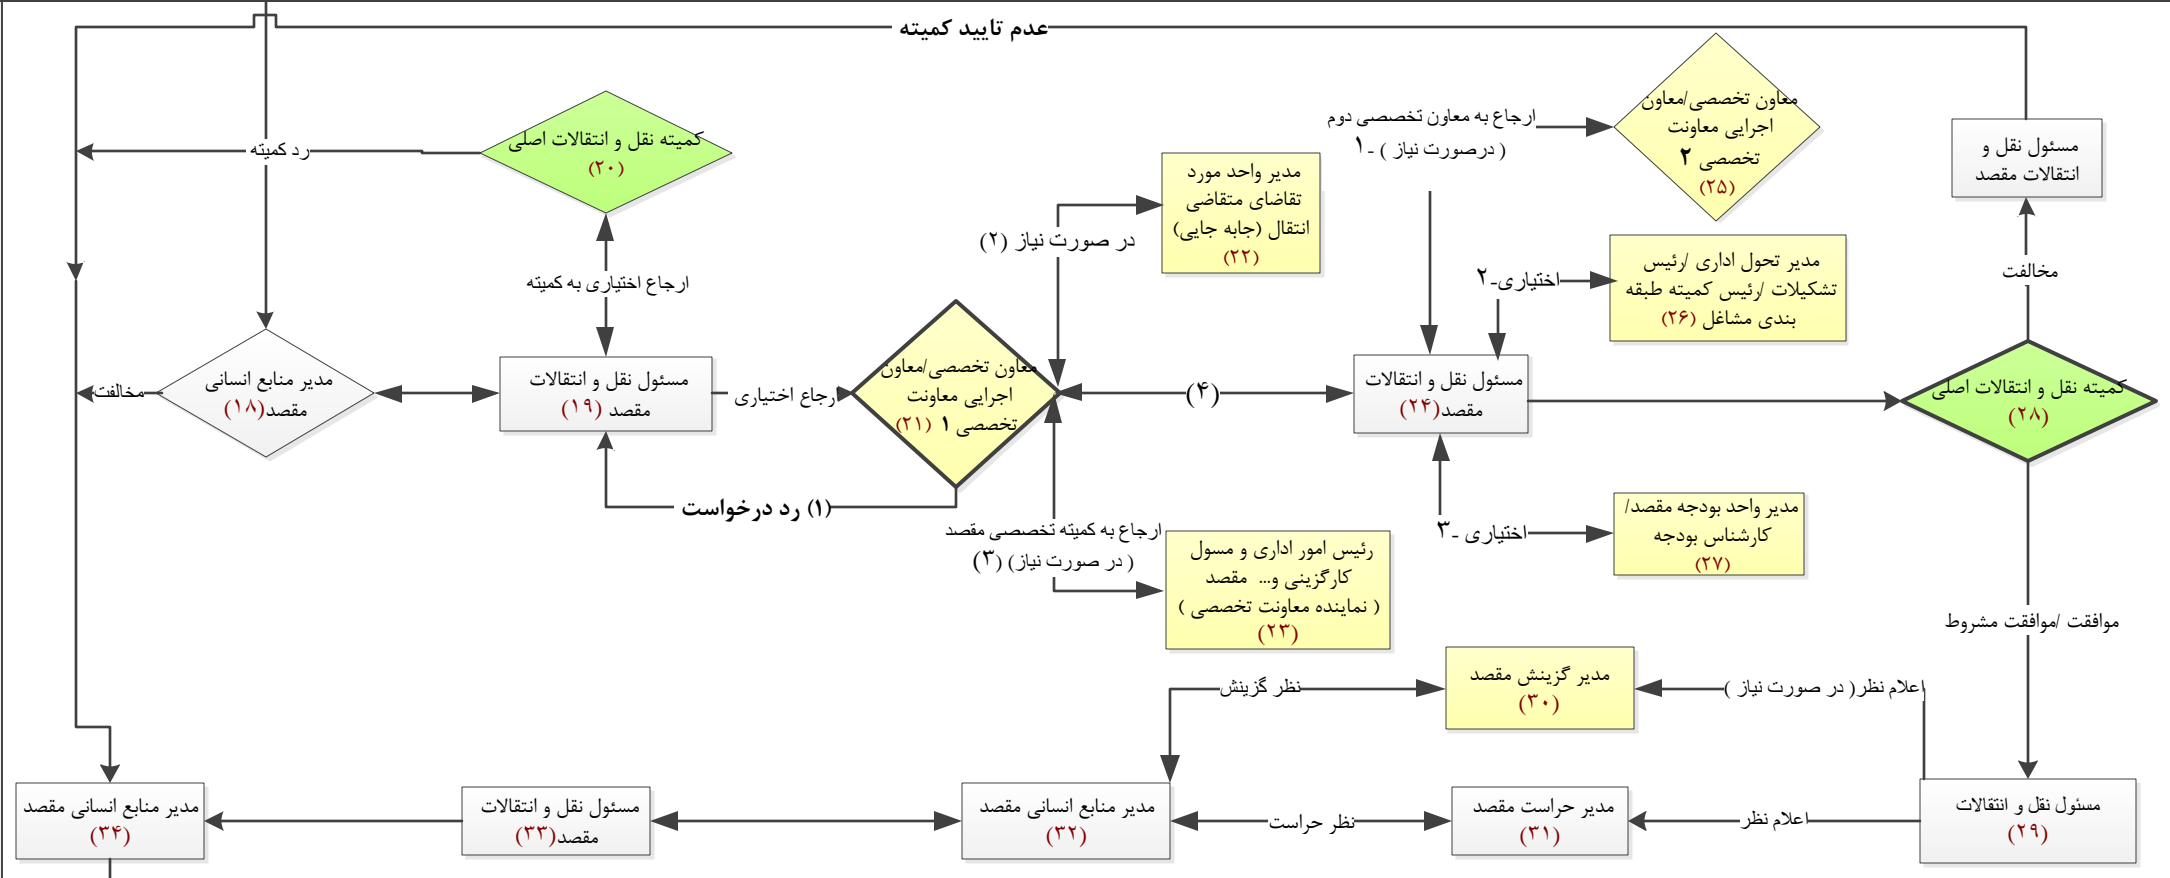 عدم تایید کمیته
معاون تخصصی/معاون
اجرایی معاونت
تخصصی ۲
(۲۵)
ارجاع به معاون تخصصی دوم
۱- ( درصورت نیاز )
مسئول نقل و
انتقالات مقصد
مخالفت
کمیته نقل و انتقالات اصلی
(۲۰)
رد کمیته
ارجاع اختیاری به کمیته
مدیر واحد مورد
تقاضای متقاضی
انتقال (جابه جایی)
(۲۲)
در صورت نیاز (۲)
مدیر تحول اداری /رئیس
تشکیلات /رئیس کمیته طبقه
بندی مشاغل (۲۶)
۲-اختیاری
مدیر منابع انسانی
مقصد(۱۸)
مخالفت
مسئول نقل و انتقالات
مقصد (۱۹)
ارجاع اختیاری
معاون تخصصی/معاون
اجرایی معاونت
تخصصی ۱ (۲۱)
(۴)
مسئول نقل و انتقالات
مقصد(۲۴)
کمیته نقل و انتقالات اصلی
(۲۸)
(۱) رد درخواست
ارجاع به کمیته تخصصی مقصد
( در صورت نیاز) (۳)
رئیس امور اداری و مسول
کارگزینی و... مقصد
( نماینده معاونت تخصصی )
(۲۳)
۳- اختیاری
مدیر واحد بودجه مقصد/
کارشناس بودجه
(۲۷)
موافقت /موافقت مشروط
مدیر گزینش مقصد
(۳۰)
نظر گزینش
اعلام نظر( در صورت نیاز )
مسئول نقل و انتقالات
(۲۹)
اعلام نظر
مدیر حراست مقصد
(۳۱)
نظر حراست
مدیر منابع انسانی مقصد
(۳۲)
مسئول نقل و انتقالات
مقصد(۳۳)
مدیر منابع انسانی مقصد
(۳۴)